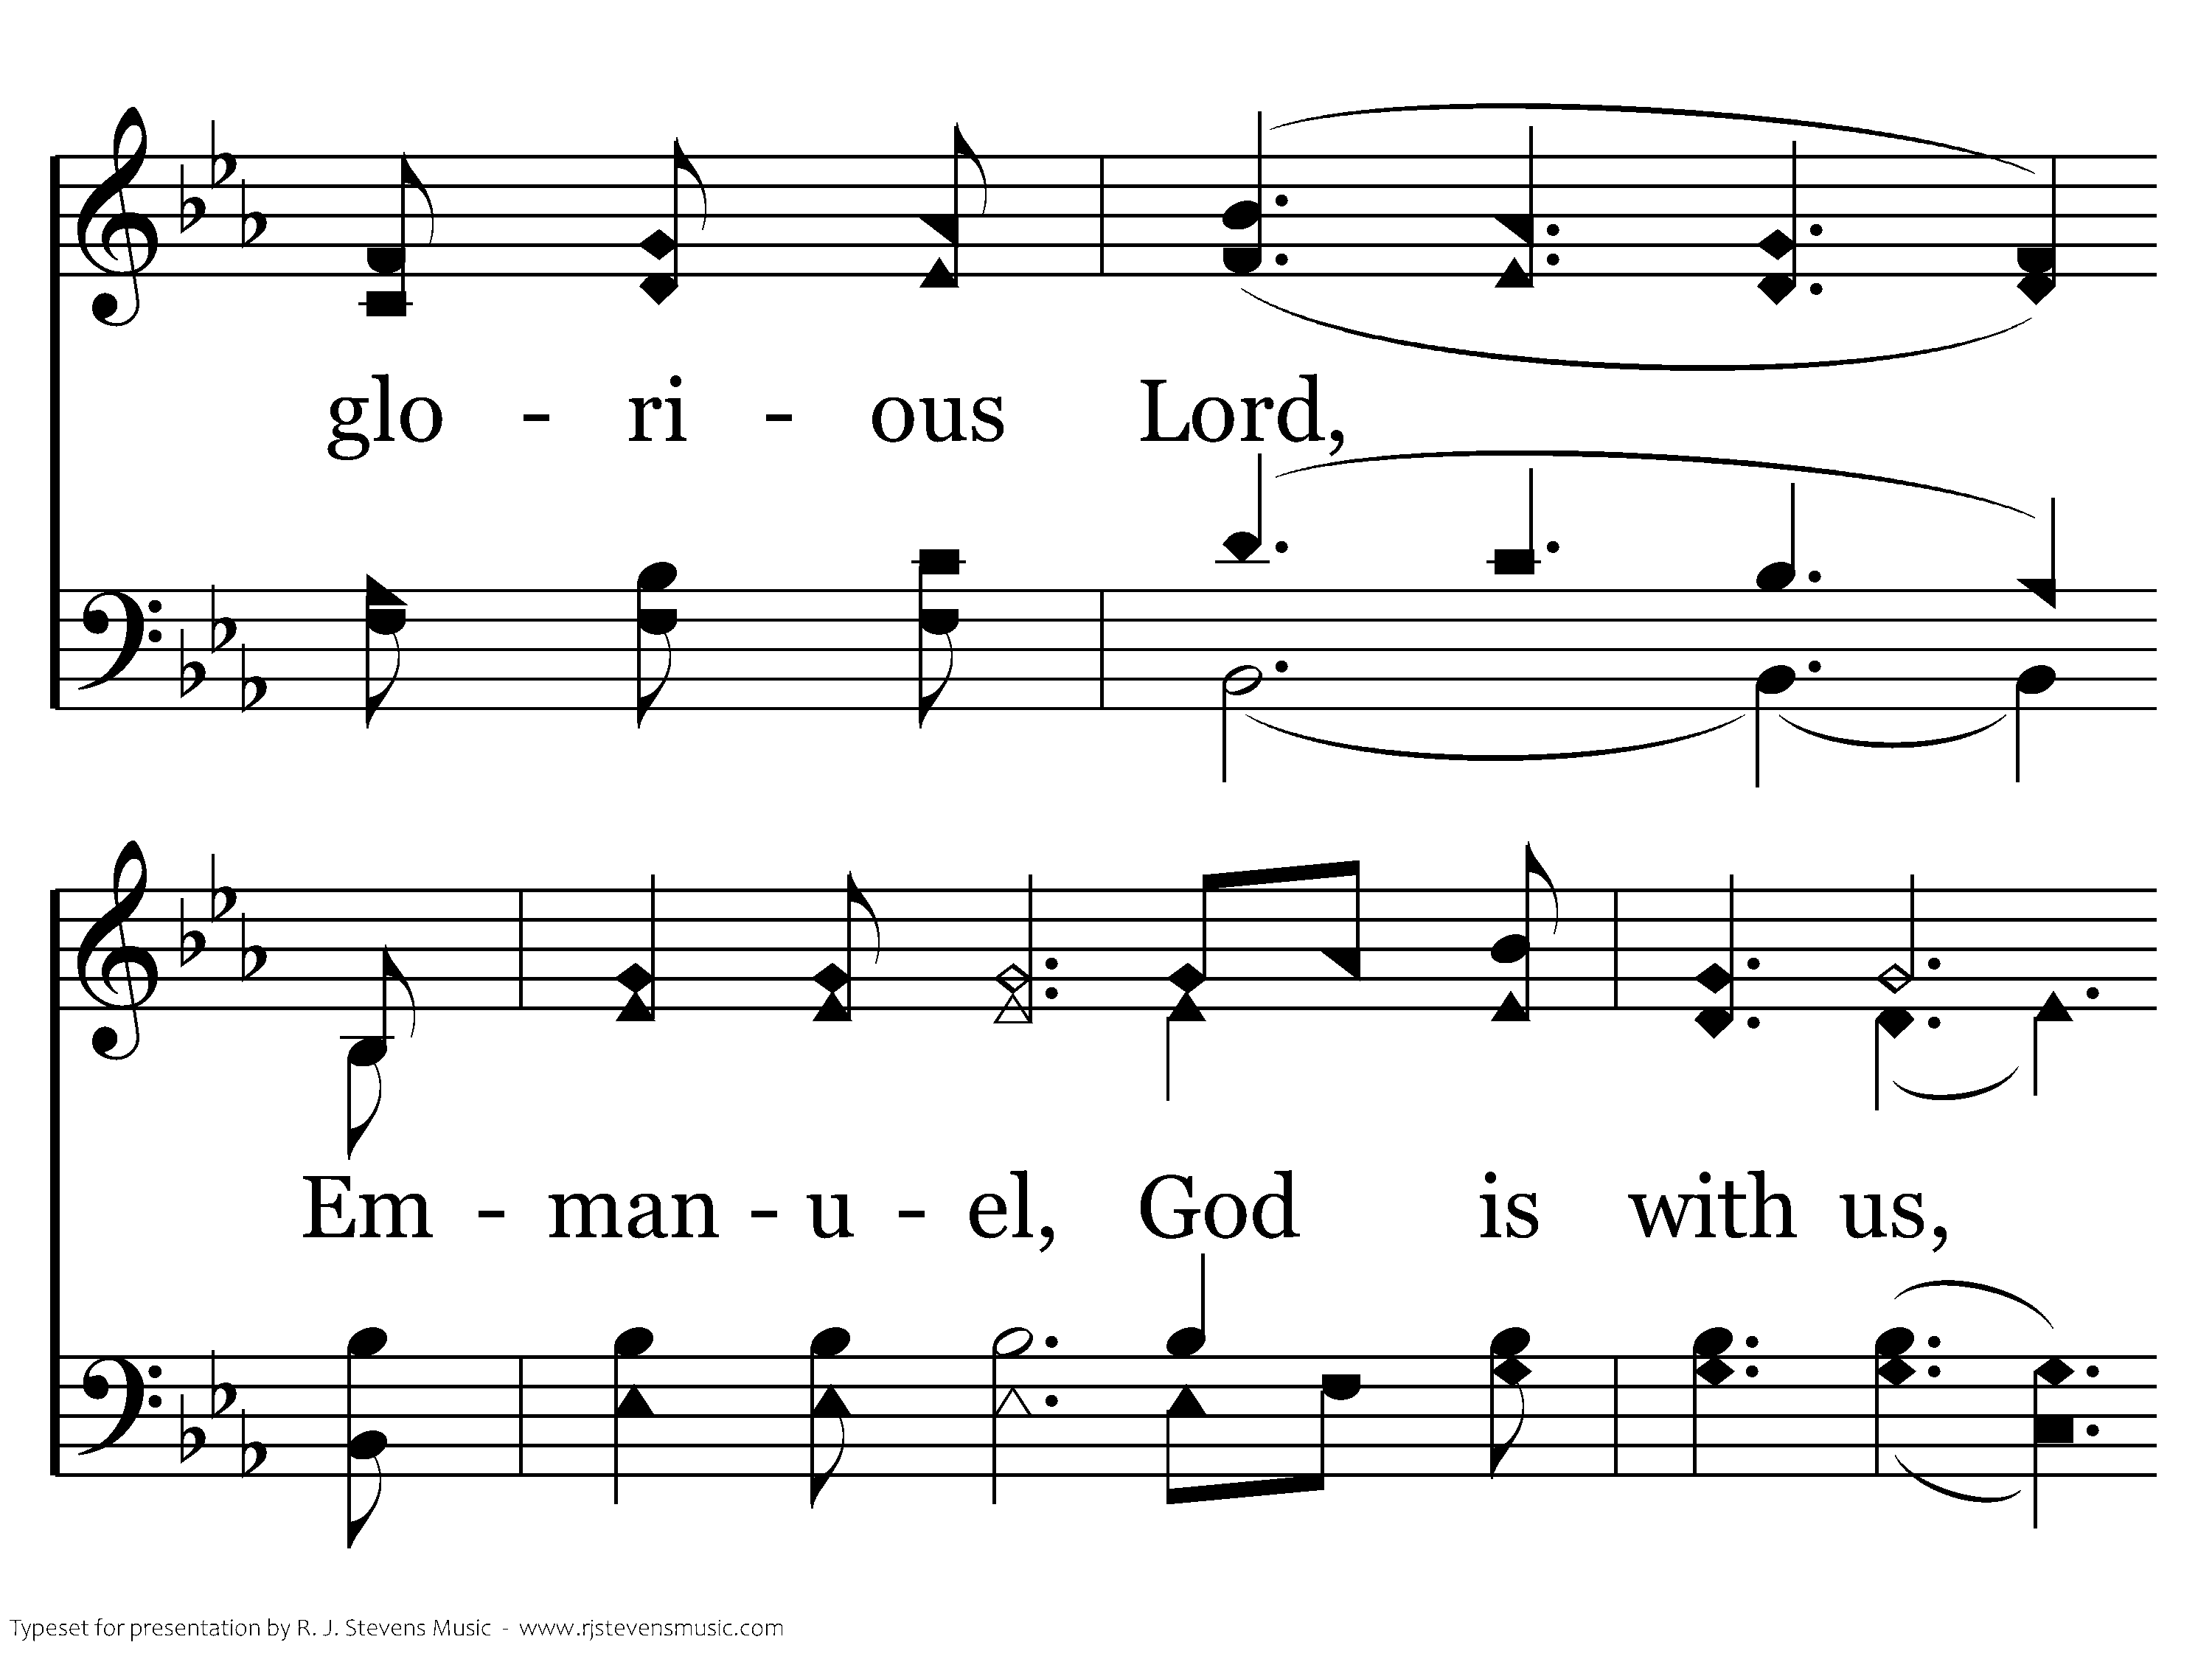 glo - ri - ous Lord,
Em - man - u - el, God is with us,
Typeset for presentation by R. J. Stevens Music - www.rjstevensmusic.com